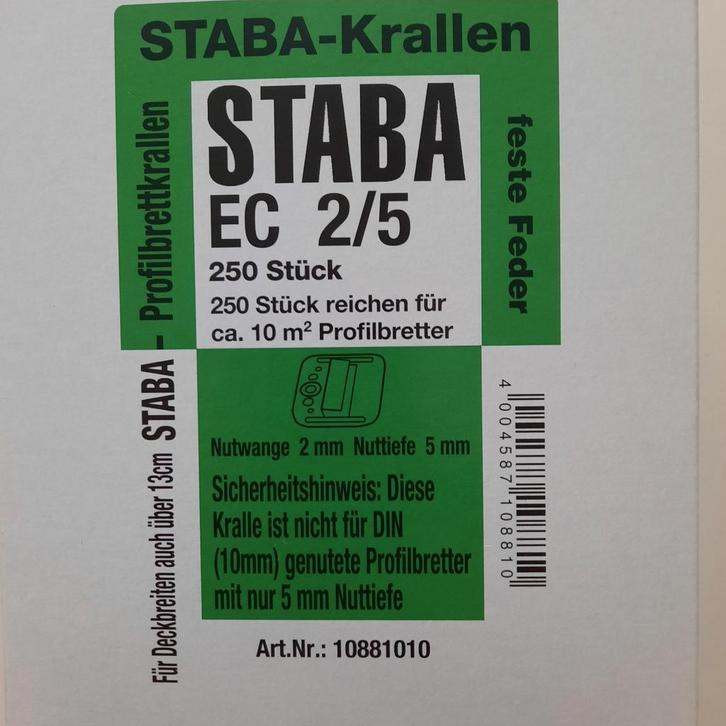 STABA-Krallen
STABA
EC 2/5
250 Stück
250 Stück reichen für
ca. 10 m² Profilbretter
feste Feder
STABA - Profilbrettkrallen
Für Deckbreiten auch über 13cm
Nutwange 2 mm Nuttiefe 5 mm
Sicherheitshinweis: Diese
Kralle ist nicht für DIN
(10mm) genutete Profilbretter
mit nur 5 mm Nuttiefe
4 004587 108810
Art.Nr.: 10881010